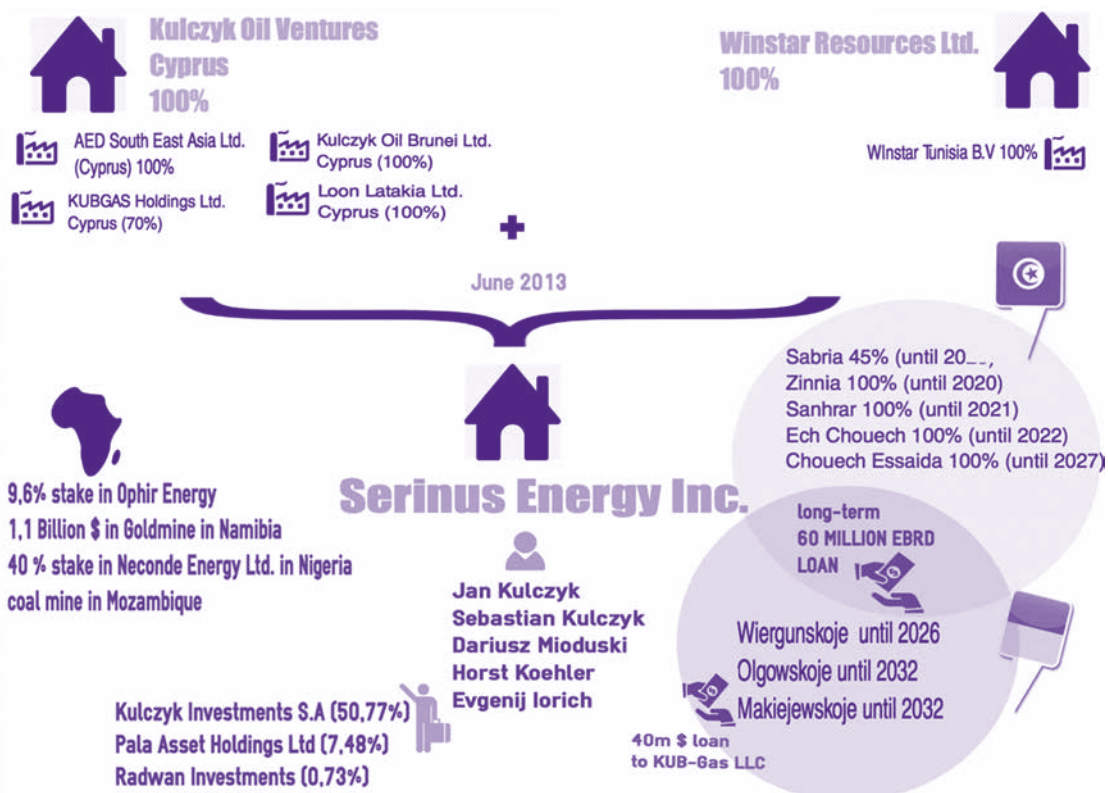 Kulczyk Oil Ventures
Cyprus
100%
AED South East Asia Ltd.
(Cyprus) 100%
Kulczyk Oil Brunei Ltd.
Cyprus (100%)
KUBGAS Holdings Ltd.
Cyprus (70%)
Loon Latakia Ltd.
Cyprus (100%)
Winstar Resources Ltd.
100%
WInstar Tunisia B.V 100%
June 2013
Sabria 45% (until
Zinnia 100% (until 2020)
Sanhrar 100% (until 2021)
Ech Chouech 100% (until 2022)
Chouech Essaida 100% (until 2027)
9,6% stake in Ophir Energy
1,1 Billion $ in Goldmine in Namibia
40 % stake in Neconde Energy Ltd. in Nigeria
coal mine in Mozambique
Serinus Energy Inc.
Jan Kulczyk
Sebastian Kulczyk
Dariusz Mioduski
Horst Koehler
Evgenij Iorich
long-term
60 MILLION EBRD
LOAN
Wiergunskoje until 2026
Olgowskoje until 2032
Makiejewskoje until 2032
40m $ loan
to KUB-Gas LLC
Kulczyk Investments S.A (50,77%)
Pala Asset Holdings Ltd (7,48%)
Radwan Investments (0,73%)